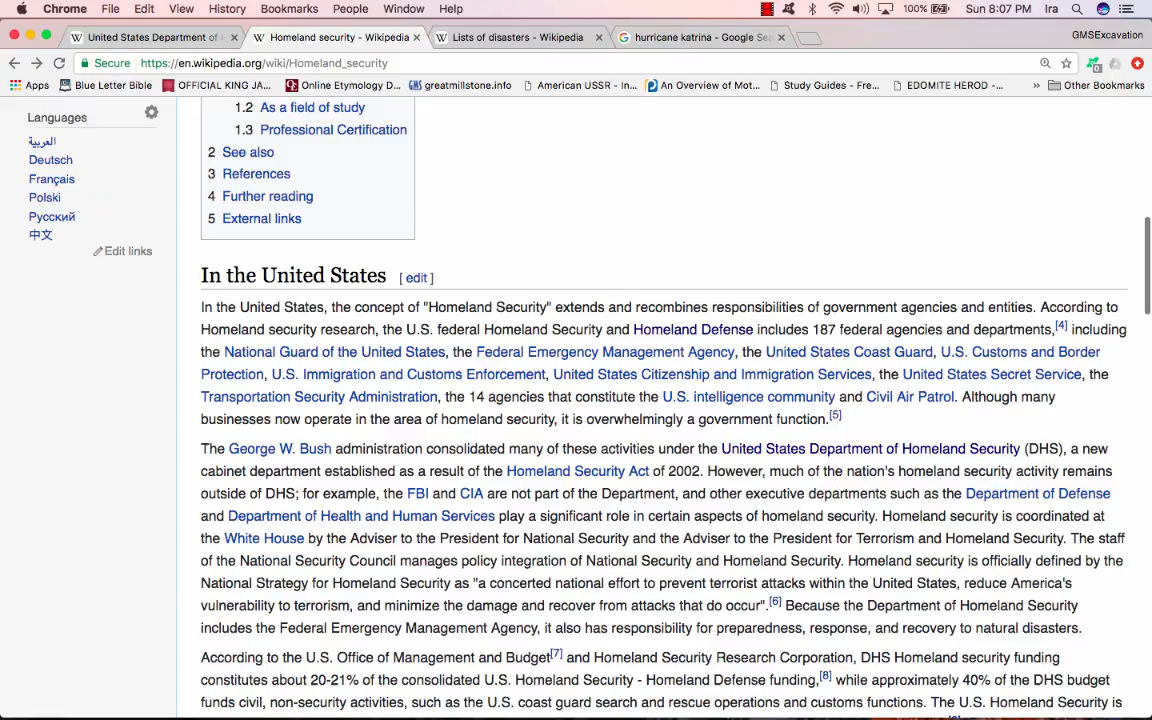 Chrome File Edit View History Bookmarks People Window Help 100% Sun 8:07 PM Ira
United States Department of Homeland security - Wikipedia Lists of disasters - Wikipedia hurricane katrina - Google Sea GMSExcavation
Secure https://en.wikipedia.org/wiki/Homeland_security
Apps Blue Letter Bible OFFICIAL KING JA... Online Etymology D... greatmillstone.info American USSR - In... An Overview of Mot... Study Guides - Fre... EDOMITE HEROD -... » Other Bookmarks
Languages
العربية
Deutsch
Français
Polski
Русский
中文
Edit links
1.2 As a field of study
1.3 Professional Certification
2 See also
3 References
4 Further reading
5 External links
In the United States [ edit ]
In the United States, the concept of "Homeland Security" extends and recombines responsibilities of government agencies and entities. According to
Homeland security research, the U.S. federal Homeland Security and Homeland Defense includes 187 federal agencies and departments,[4] including
the National Guard of the United States, the Federal Emergency Management Agency, the United States Coast Guard, U.S. Customs and Border
Protection, U.S. Immigration and Customs Enforcement, United States Citizenship and Immigration Services, the United States Secret Service, the
Transportation Security Administration, the 14 agencies that constitute the U.S. intelligence community and Civil Air Patrol. Although many
businesses now operate in the area of homeland security, it is overwhelmingly a government function.[5]
The George W. Bush administration consolidated many of these activities under the United States Department of Homeland Security (DHS), a new
cabinet department established as a result of the Homeland Security Act of 2002. However, much of the nation's homeland security activity remains
outside of DHS; for example, the FBI and CIA are not part of the Department, and other executive departments such as the Department of Defense
and Department of Health and Human Services play a significant role in certain aspects of homeland security. Homeland security is coordinated at
the White House by the Adviser to the President for National Security and the Adviser to the President for Terrorism and Homeland Security. The staff
of the National Security Council manages policy integration of National Security and Homeland Security. Homeland security is officially defined by the
National Strategy for Homeland Security as "a concerted national effort to prevent terrorist attacks within the United States, reduce America's
vulnerability to terrorism, and minimize the damage and recover from attacks that do occur".[6] Because the Department of Homeland Security
includes the Federal Emergency Management Agency, it also has responsibility for preparedness, response, and recovery to natural disasters.
According to the U.S. Office of Management and Budget[7] and Homeland Security Research Corporation, DHS Homeland security funding
constitutes about 20-21% of the consolidated U.S. Homeland Security - Homeland Defense funding,[8] while approximately 40% of the DHS budget
funds civil, non-security activities, such as the U.S. coast guard search and rescue operations and customs functions. The U.S. Homeland Security is